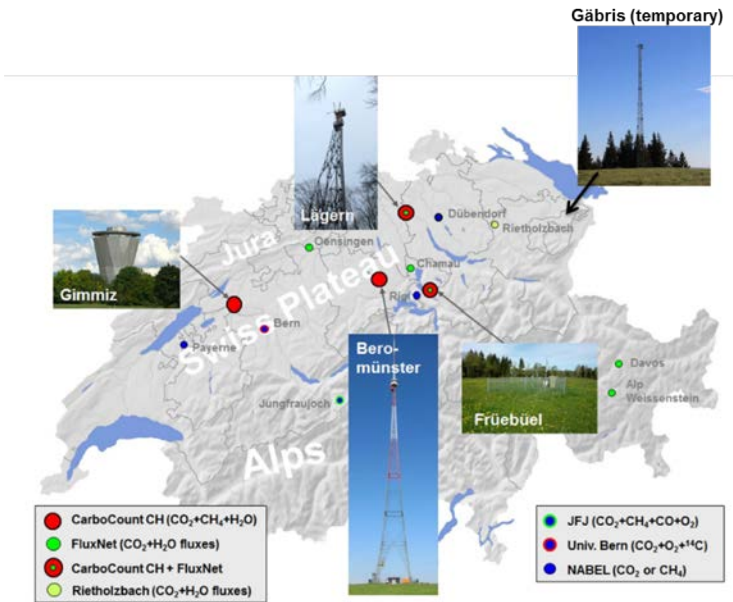 Gäbris (temporary)
Lägern
Dübendorf
Rietholzbach
Jura
Oensingen
Chamau
Gimmiz
Swiss Plateau
Rigi
Bern
Payerne
Bero-
münster
Früebüel
Davos
Alp
Weissenstein
Jungfraujoch
Alps
CarboCount CH (CO₂+CH₄+H₂O)
FluxNet (CO₂+H₂O fluxes)
CarboCount CH + FluxNet
Rietholzbach (CO₂+H₂O fluxes)
JFJ (CO₂+CH₄+CO+O₂)
Univ. Bern (CO₂+O₂+¹⁴C)
NABEL (CO₂ or CH₄)